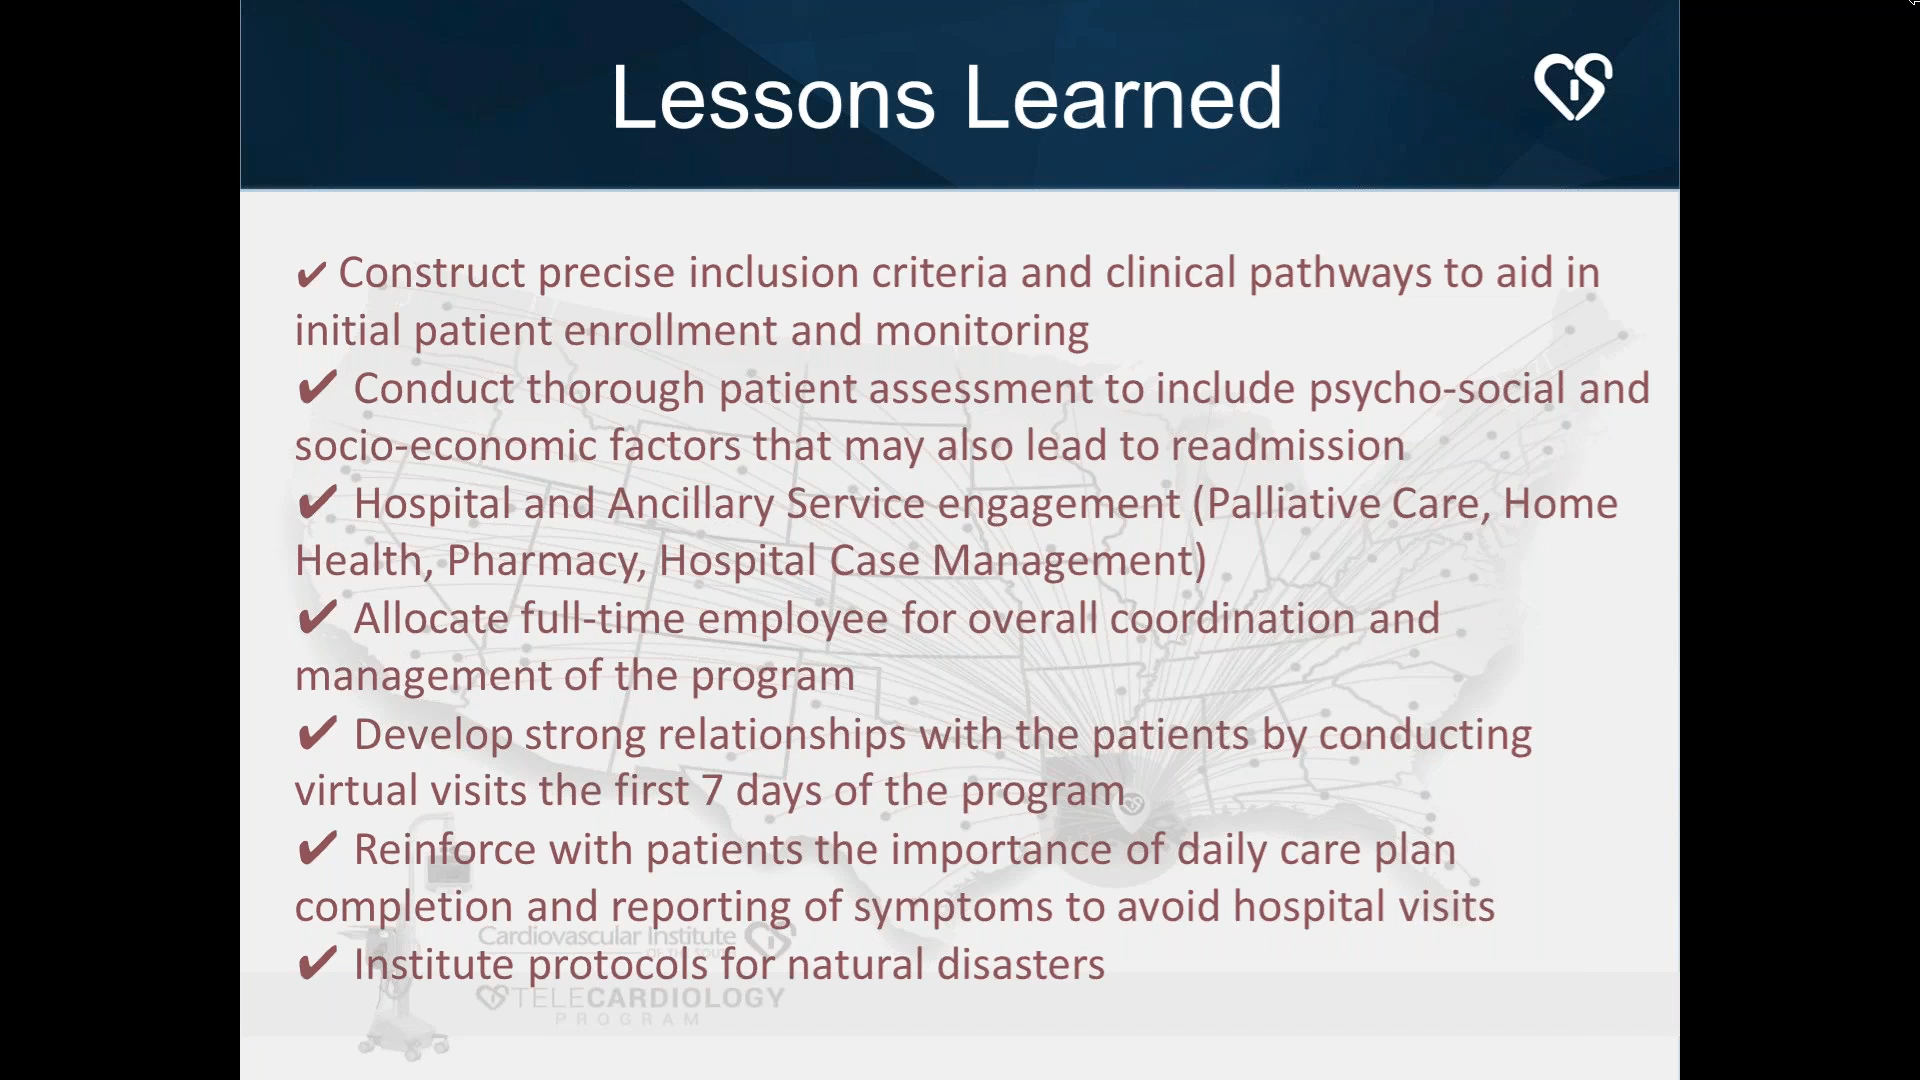 Lessons Learned
✔ Construct precise inclusion criteria and clinical pathways to aid in
initial patient enrollment and monitoring
✔ Conduct thorough patient assessment to include psycho-social and
socio-economic factors that may also lead to readmission
✔ Hospital and Ancillary Service engagement (Palliative Care, Home
Health, Pharmacy, Hospital Case Management)
✔ Allocate full-time employee for overall coordination and
management of the program
✔ Develop strong relationships with the patients by conducting
virtual visits the first 7 days of the program
✔ Reinforce with patients the importance of daily care plan
completion and reporting of symptoms to avoid hospital visits
Cardiovascular Institute
✔ Institute protocols for natural disasters
TELECARDIOLOGY
PROGRAM